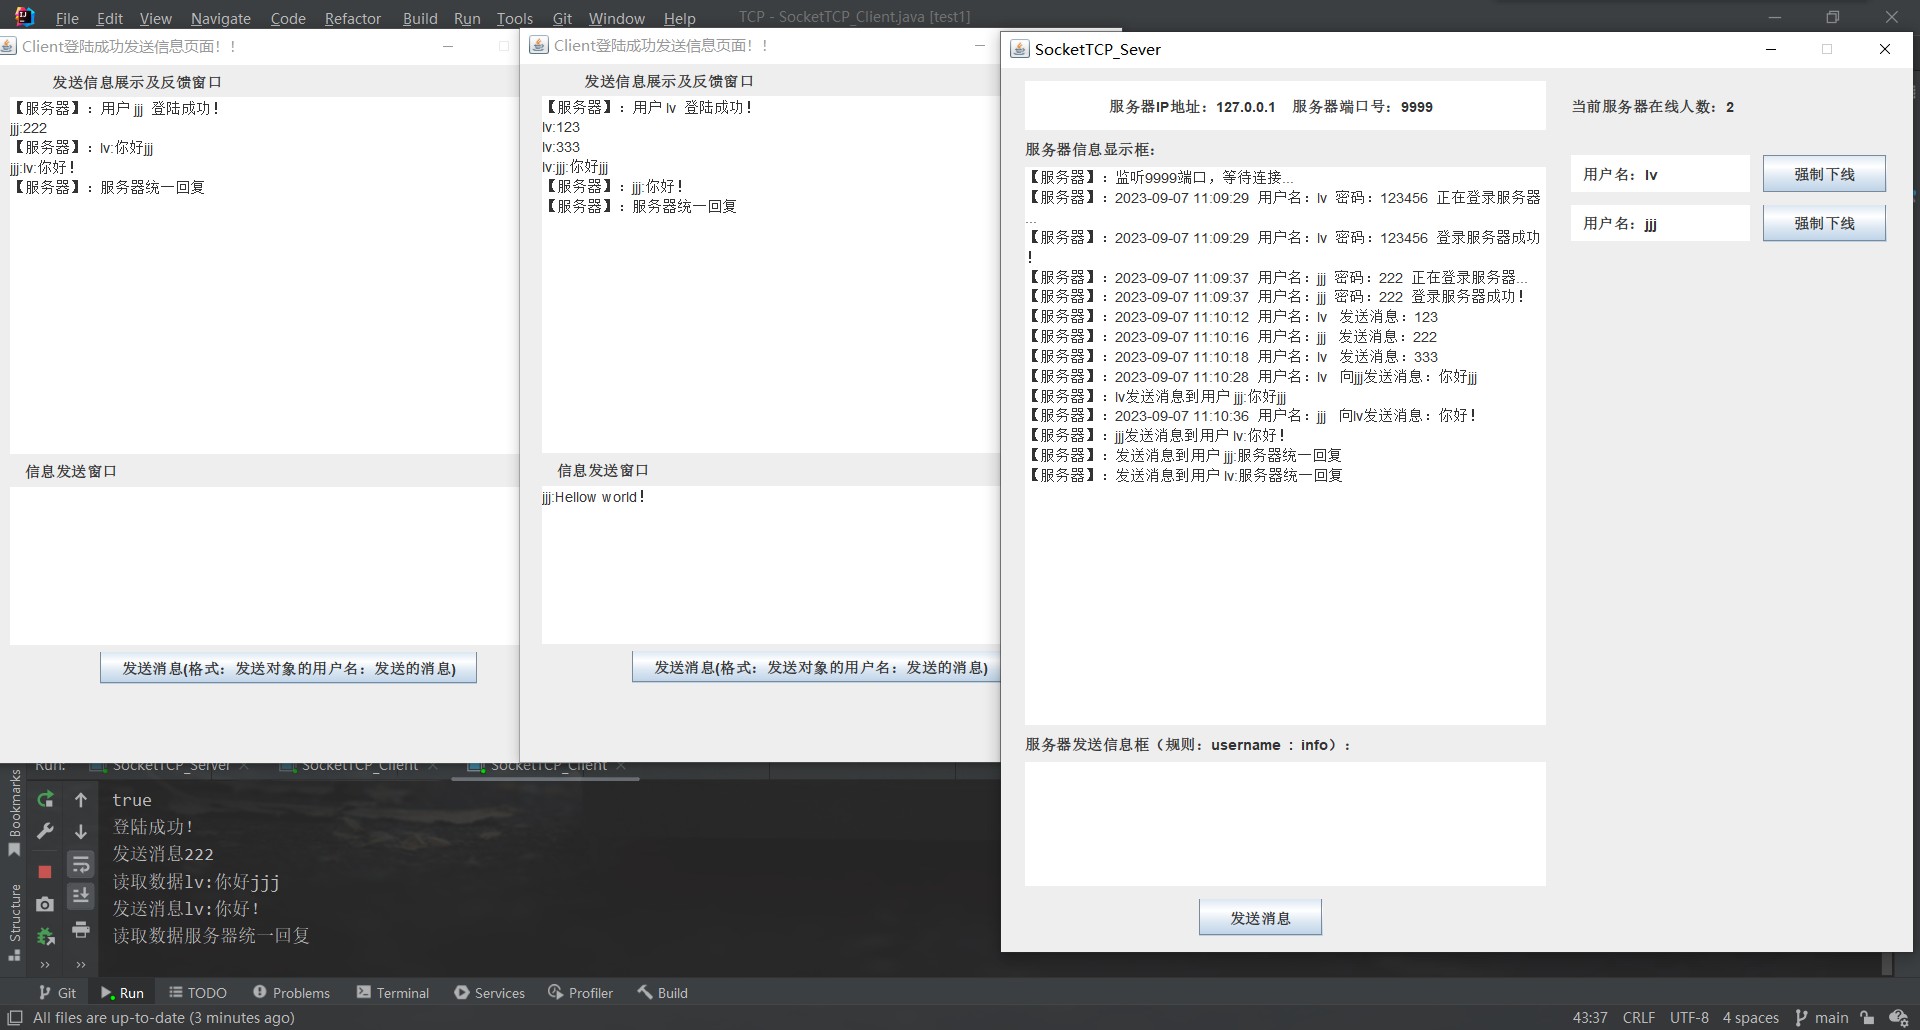 File Edit View Navigate Code Refactor Build Run Tools Git Window Help TCP - SocketTCP_Client.java [test1]
Client登陆成功发送信息页面！！
发送信息展示及反馈窗口
【服务器】：用户 jjj 登陆成功！
jjj:222
【服务器】：lv:你好jjj
jjj:lv:你好！
【服务器】：服务器统一回复
信息发送窗口
发送消息(格式：发送对象的用户名：发送的消息)
Client登陆成功发送信息页面！！
发送信息展示及反馈窗口
【服务器】：用户 lv 登陆成功！
lv:123
lv:333
lv:jjj:你好jjj
【服务器】：jjj:你好！
【服务器】：服务器统一回复
信息发送窗口
jjj:Hellow world！
发送消息(格式：发送对象的用户名：发送的消息)
SocketTCP_Sever
服务器IP地址：127.0.0.1 服务器端口号：9999
当前服务器在线人数：2
服务器信息显示框：
【服务器】：监听9999端口，等待连接...
【服务器】：2023-09-07 11:09:29 用户名：lv 密码：123456 正在登录服务器
...
【服务器】：2023-09-07 11:09:29 用户名：lv 密码：123456 登录服务器成功
！
【服务器】：2023-09-07 11:09:37 用户名：jjj 密码：222 正在登录服务器...
【服务器】：2023-09-07 11:09:37 用户名：jjj 密码：222 登录服务器成功！
【服务器】：2023-09-07 11:10:12 用户名：lv 发送消息：123
【服务器】：2023-09-07 11:10:16 用户名：jjj 发送消息：222
【服务器】：2023-09-07 11:10:18 用户名：lv 发送消息：333
【服务器】：2023-09-07 11:10:28 用户名：lv 向jjj发送消息：你好jjj
【服务器】：lv发送消息到用户 jjj:你好jjj
【服务器】：2023-09-07 11:10:36 用户名：jjj 向lv发送消息：你好！
【服务器】：jjj发送消息到用户 lv:你好！
【服务器】：发送消息到用户 jjj:服务器统一回复
【服务器】：发送消息到用户 lv:服务器统一回复
用户名：lv 强制下线
用户名：jjj 强制下线
服务器发送信息框（规则：username : info）：
发送消息
Run: SocketTCP_Server SocketTCP_Client SocketTCP_Client
Bookmarks
Structure
true
登陆成功！
发送消息222
读取数据lv:你好jjj
发送消息lv:你好！
读取数据服务器统一回复
Git Run TODO Problems Terminal Services Profiler Build
All files are up-to-date (3 minutes ago) 43:37 CRLF UTF-8 4 spaces main